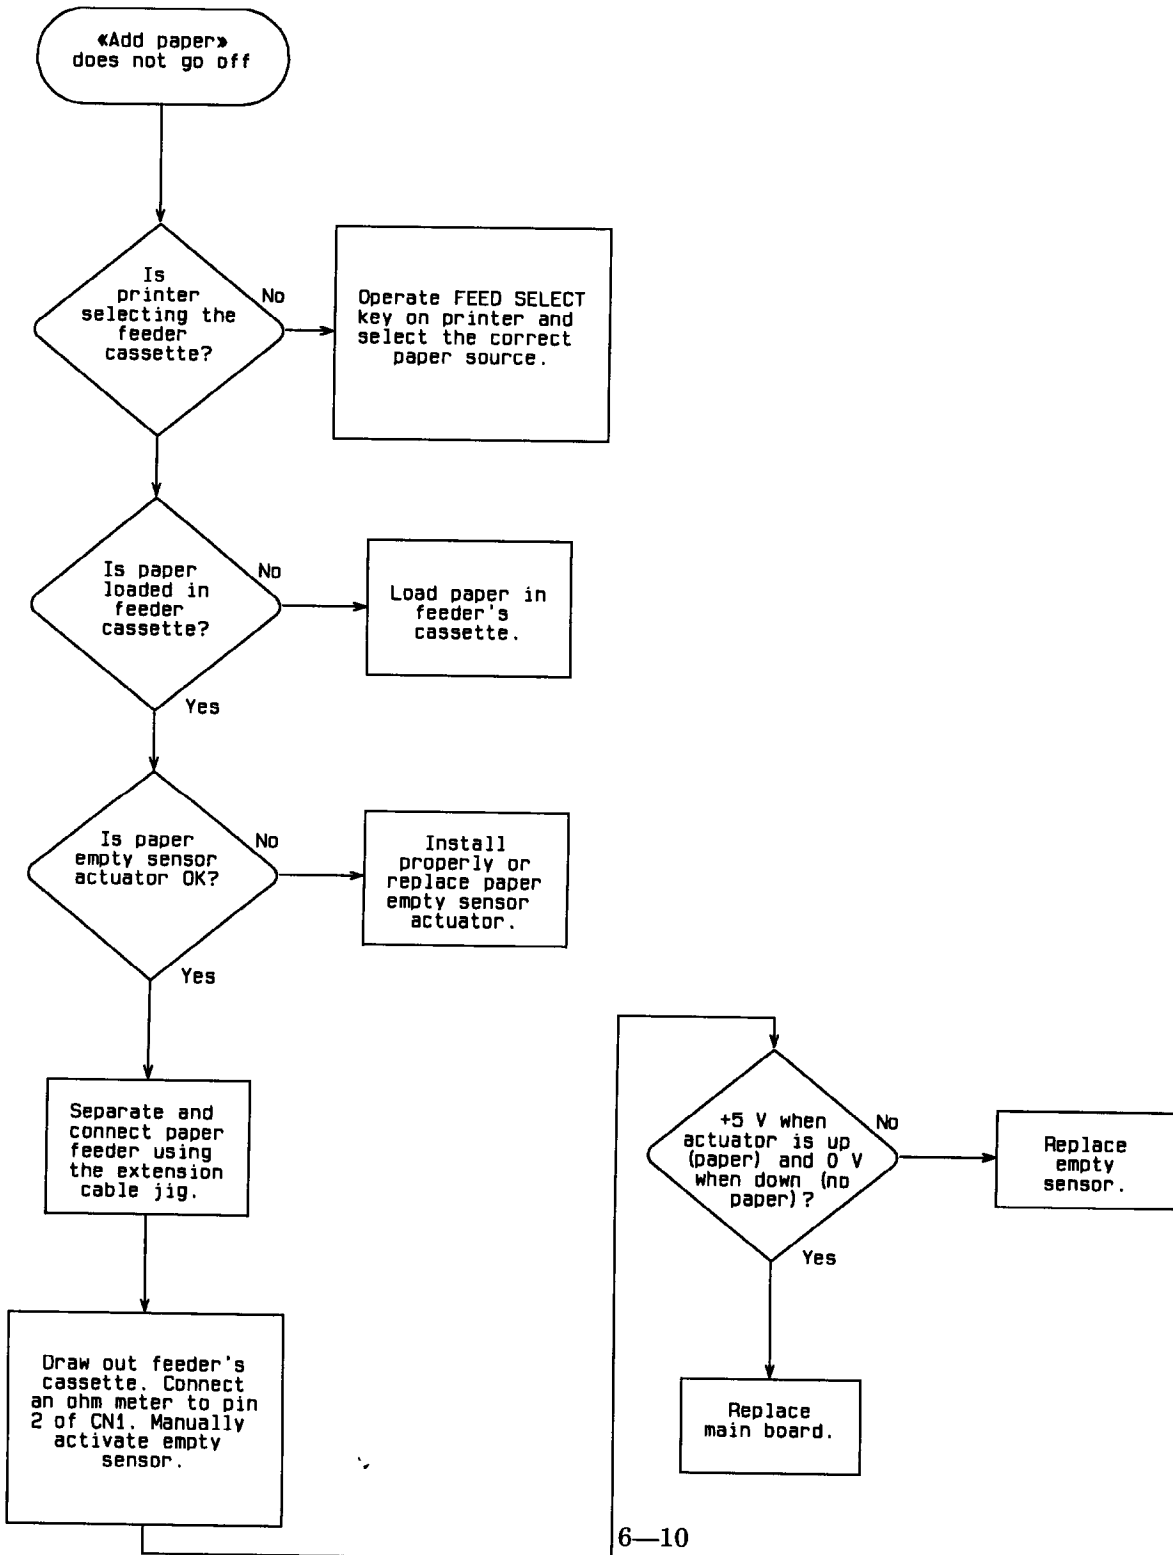 «Add paper»
does not go off
Is
printer
selecting the
feeder
cassette?
No
Operate FEED SELECT
key on printer and
select the correct
paper source.
Is paper
loaded in
feeder
cassette?
No
Load paper in
feeder's
cassette.
Yes
Is paper
empty sensor
actuator OK?
No
Install
properly or
replace paper
empty sensor
actuator.
Yes
Separate and
connect paper
feeder using
the extension
cable jig.
Draw out feeder's
cassette. Connect
an ohm meter to pin
2 of CN1. Manually
activate empty
sensor.
+5 V when
actuator is up
(paper) and 0 V
when down (no
paper)?
No
Replace
empty
sensor.
Yes
Replace
main board.
6—10